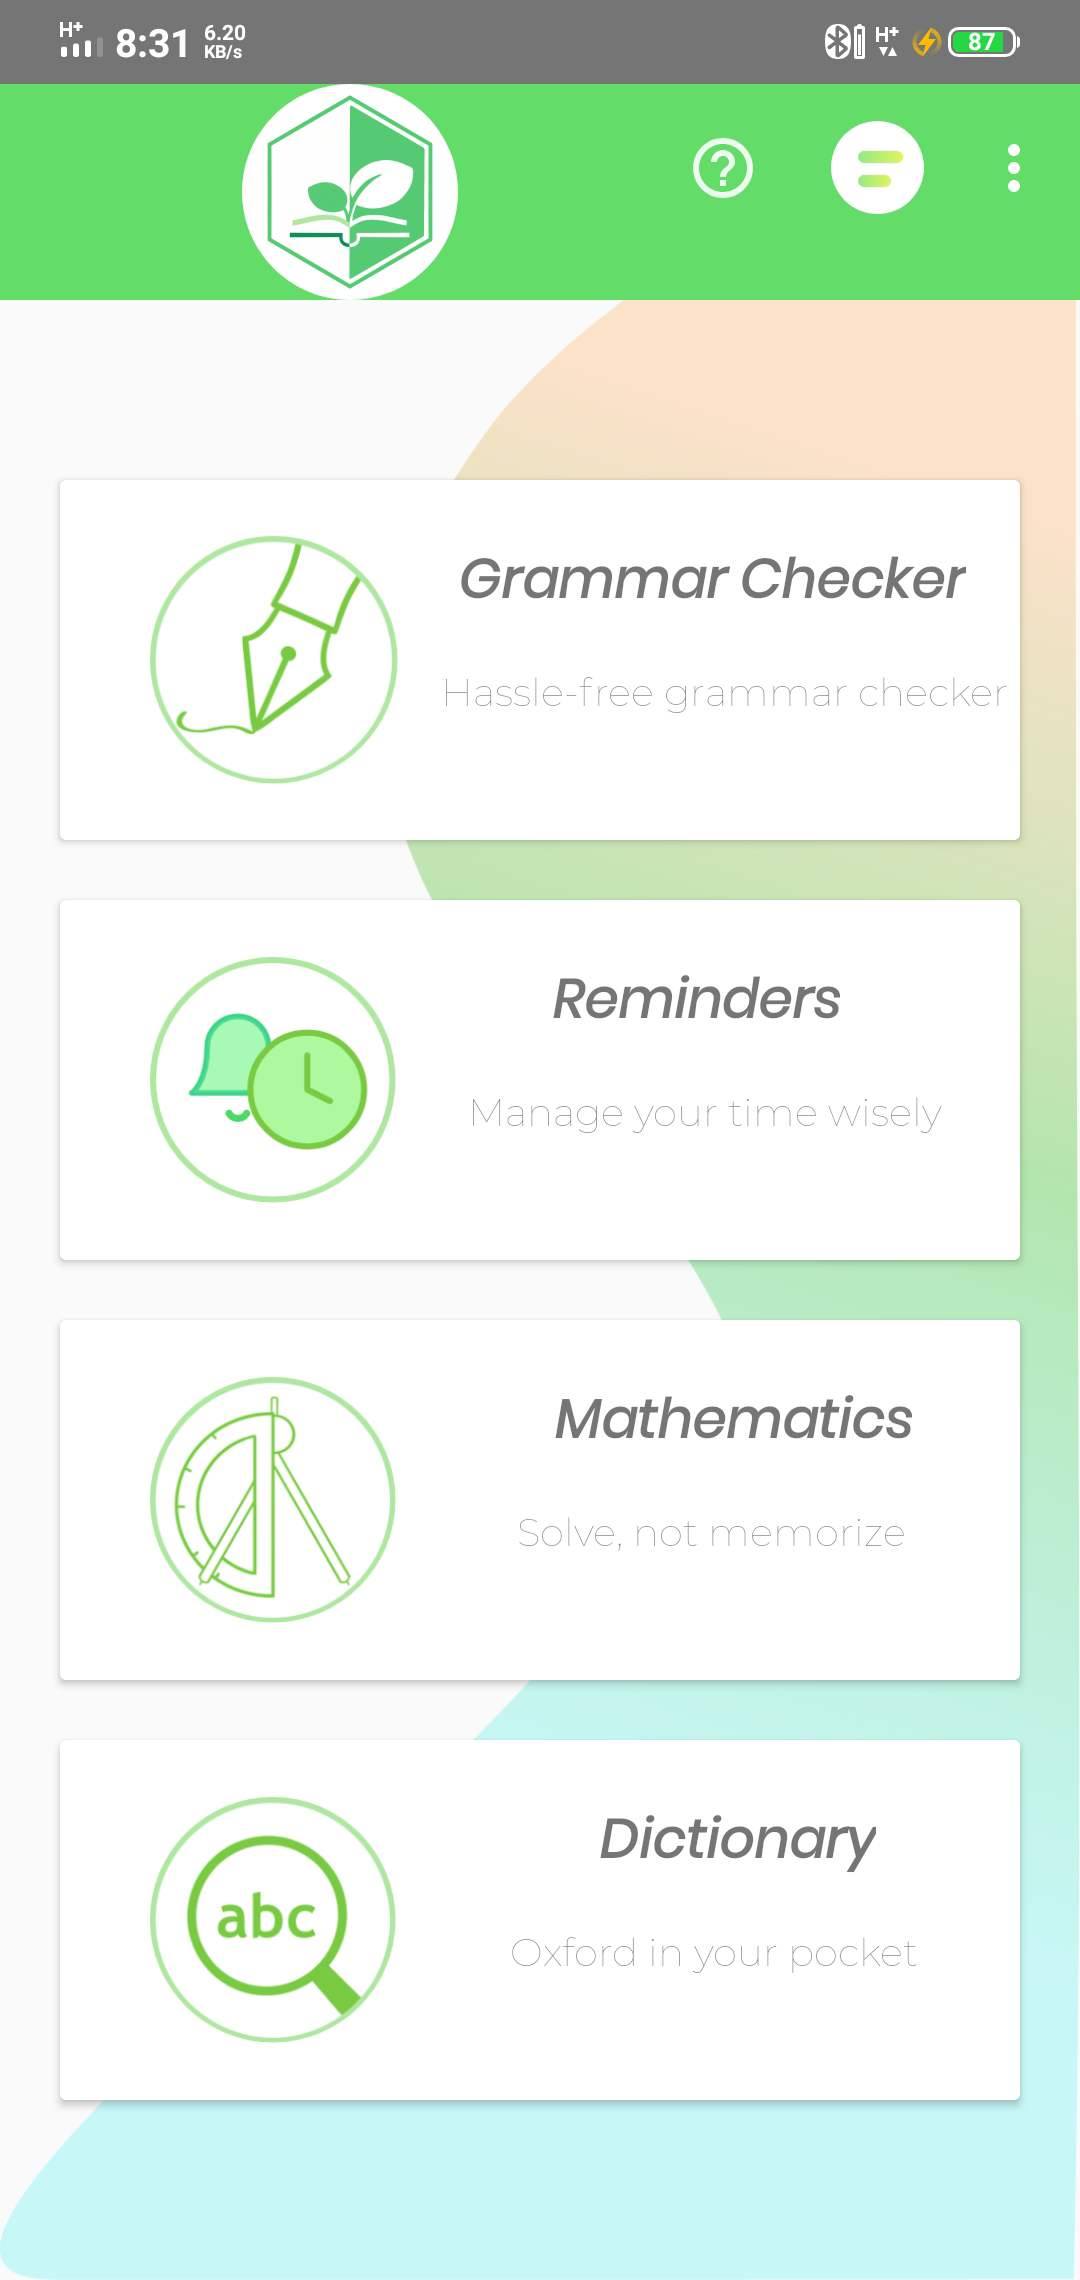 H+ 8:31 6.20 KB/s H+ 87
Grammar Checker
Hassle-free grammar checker
Reminders
Manage your time wisely
Mathematics
Solve, not memorize
abc
Dictionary
Oxford in your pocket